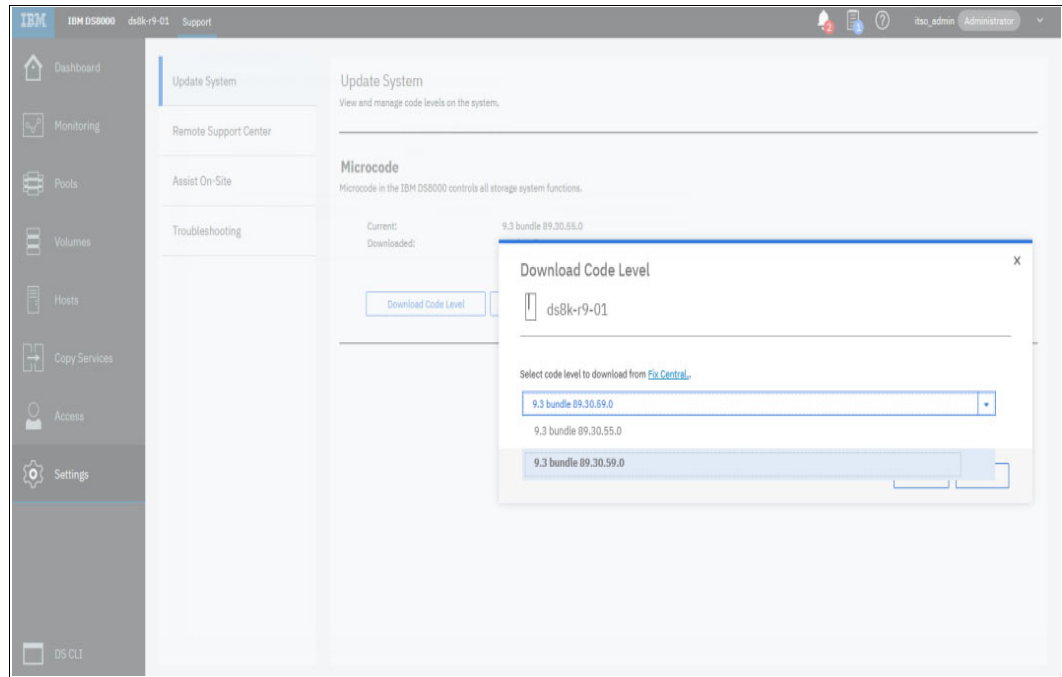 IBM IBM DS8000 ds8k-r9-01 Support 2 1 ? itso_admin Administrator
Dashboard
Monitoring
Pools
Volumes
Hosts
Copy Services
Access
Settings
DS CLI
Update System
Remote Support Center
Assist On-Site
Troubleshooting
Update System
View and manage code levels on the system.
Microcode
Microcode in the IBM DS8000 controls all storage system functions.
Current: 9.3 bundle 89.30.55.0
Downloaded:
Download Code Level
Download Code Level X
ds8k-r9-01
Select code level to download from Fix Central..
9.3 bundle 89.30.59.0
9.3 bundle 89.30.55.0
9.3 bundle 89.30.59.0